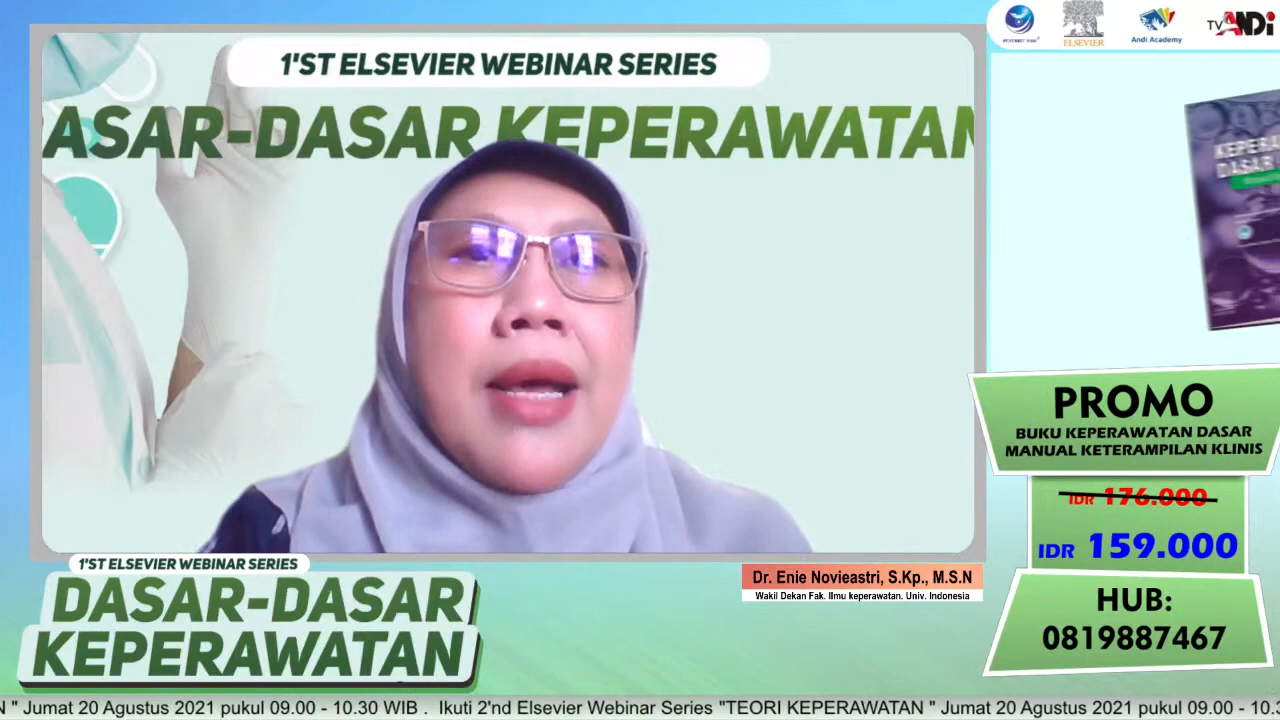 1'ST ELSEVIER WEBINAR SERIES
ASAR-DASAR KEPERAWATAN
ELSEVIER
Andi Academy
TV ANDi
KEPERA
DASAR
PROMO
BUKU KEPERAWATAN DASAR
MANUAL KETERAMPILAN KLINIS
IDR 176.000
IDR 159.000
HUB:
0819887467
Dr. Enie Novieastri, S.Kp., M.S.N
Wakil Dekan Fak. Ilmu keperawatan. Univ. Indonesia
1'ST ELSEVIER WEBINAR SERIES
DASAR-DASAR
KEPERAWATAN
N " Jumat 20 Agustus 2021 pukul 09.00 - 10.30 WIB . Ikuti 2'nd Elsevier Webinar Series "TEORI KEPERAWATAN " Jumat 20 Agustus 2021 pukul 09.00 - 10.3